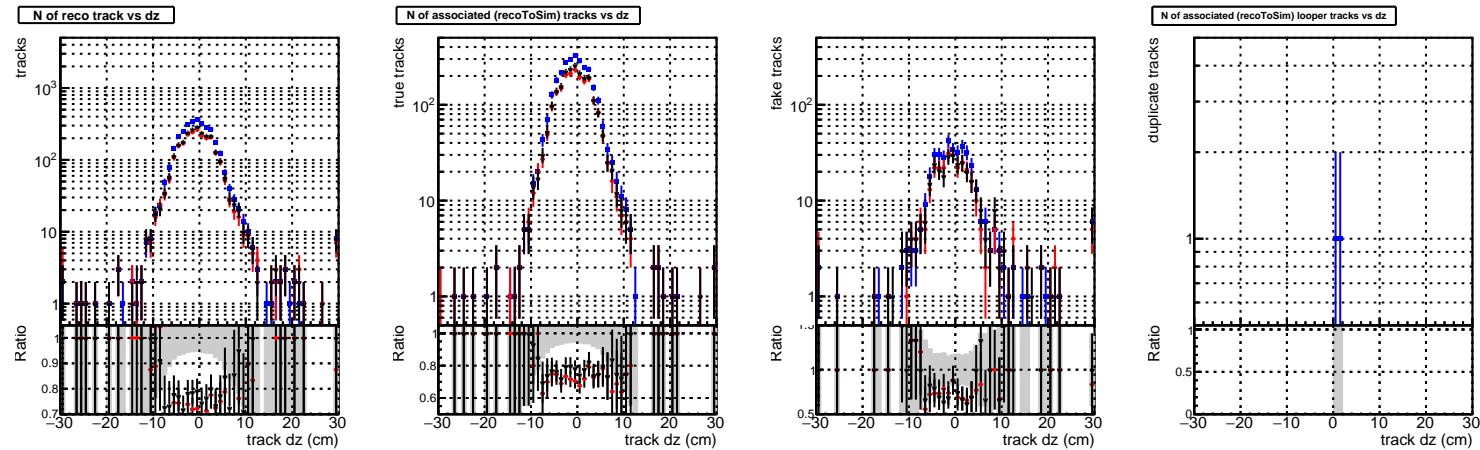 N of reco track vs dz
tracks
10³
10²
10
1
Ratio
1
0.9
0.8
0.7
−30 −20 −10 0 10 20 30
track dz (cm)
N of associated (recoToSim) tracks vs dz
true tracks
10²
10
1
Ratio
1
0.8
0.6
−30 −20 −10 0 10 20 30
track dz (cm)
fake tracks
10²
10
1
Ratio
1
0.5
−30 −20 −10 0 10 20 30
track dz (cm)
N of associated (recoToSim) looper tracks vs dz
duplicate tracks
1
Ratio
1
0.5
0
−30 −20 −10 0 10 20 30
track dz (cm)